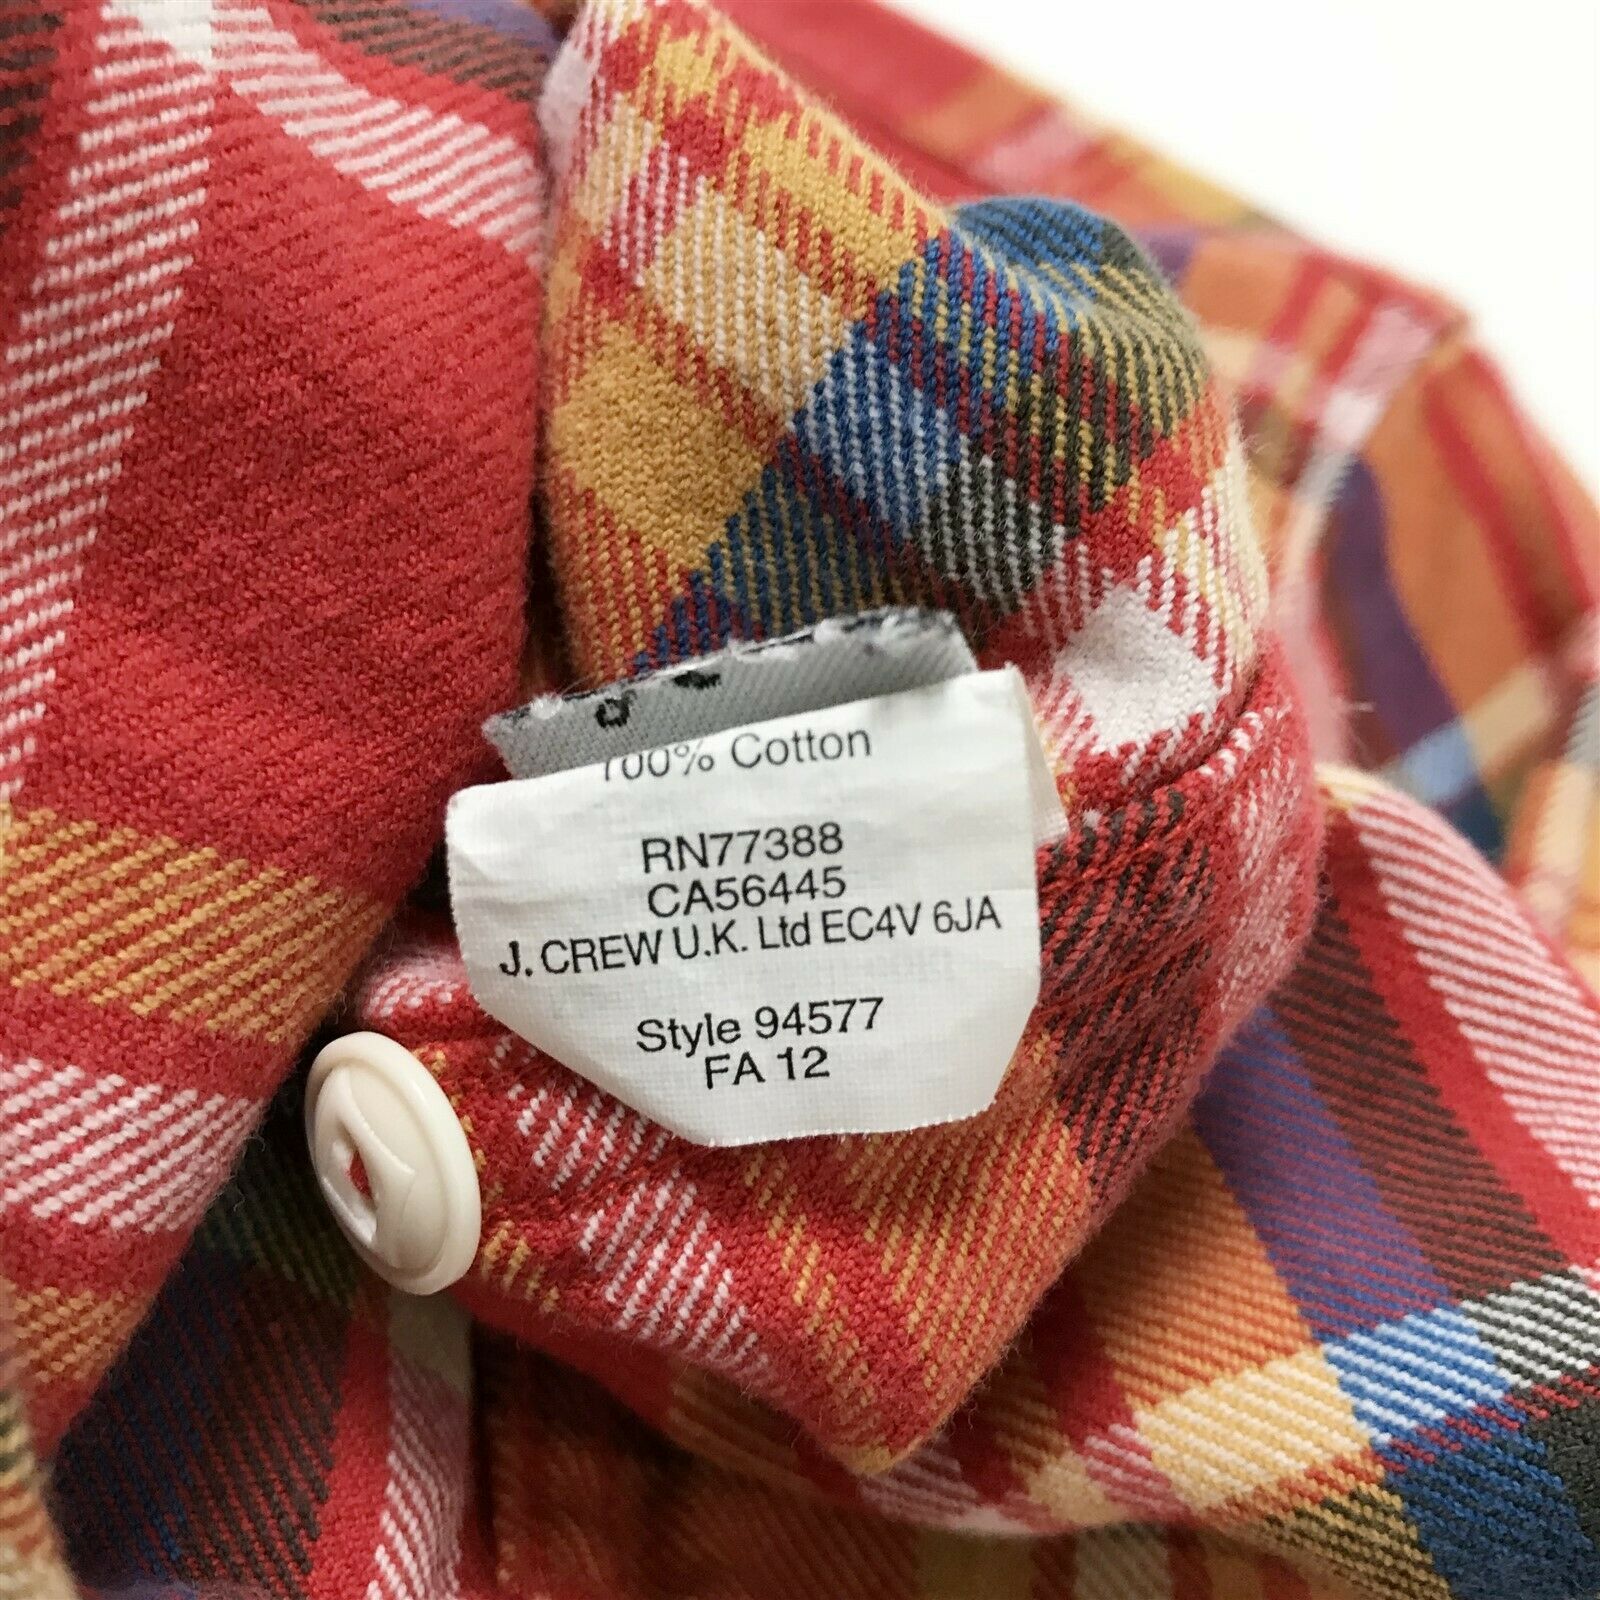 100% Cotton
RN77388
CA56445
J. CREW U.K. Ltd EC4V 6JA
Style 94577
FA 12